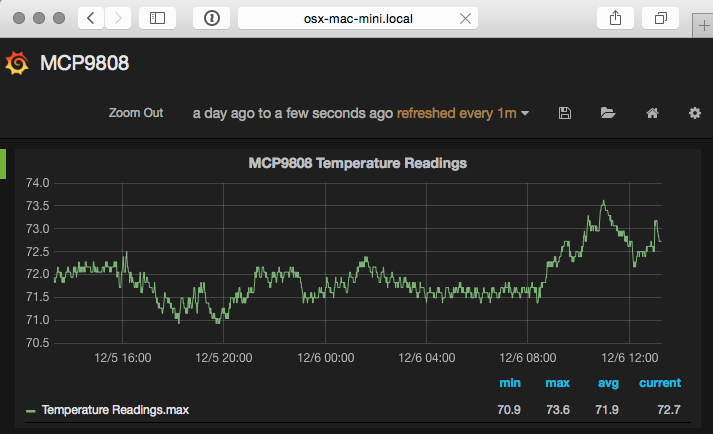 osx-mac-mini.local
MCP9808
Zoom Out a day ago to a few seconds ago refreshed every 1m
MCP9808 Temperature Readings
74.0
73.5
73.0
72.5
72.0
71.5
71.0
70.5
12/5 16:00 12/5 20:00 12/6 00:00 12/6 04:00 12/6 08:00 12/6 12:00
min max avg current
Temperature Readings.max 70.9 73.6 71.9 72.7